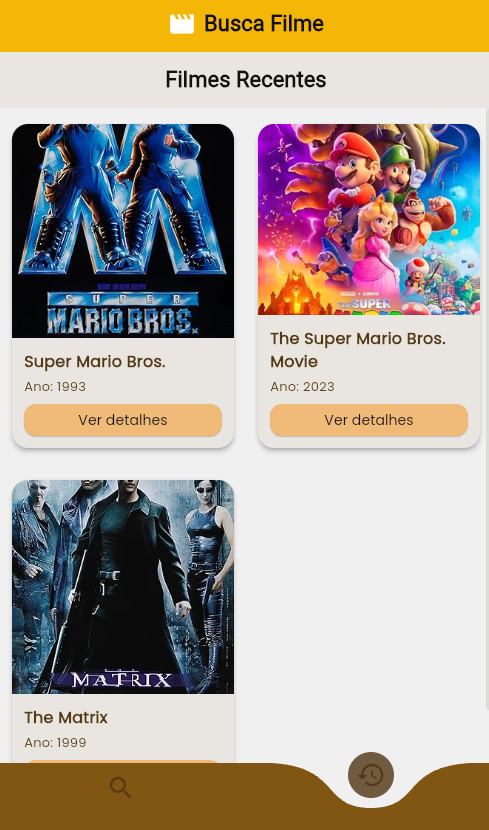 Busca Filme
Filmes Recentes
SUPER
MARIO BROS.
Super Mario Bros.
Ano: 1993
Ver detalhes
THE SUPER
The Super Mario Bros.
Movie
Ano: 2023
Ver detalhes
THE
MATRIX
The Matrix
Ano: 1999